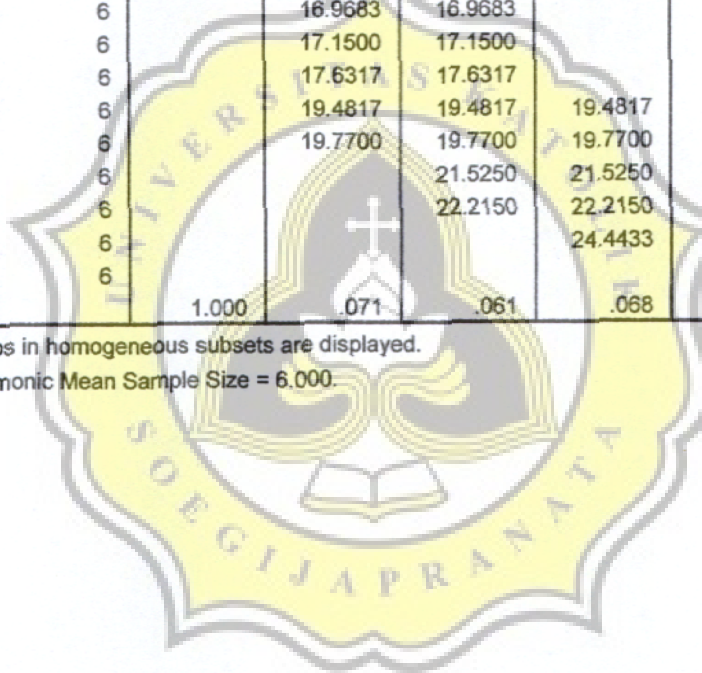 6 16.9683 16.9683
6 17.1500 17.1500
6 17.6317 17.6317
6 19.4817 19.4817 19.4817
6 19.7700 19.7700 19.7700
6 21.5250 21.5250
6 22.2150 22.2150
6 24.4433
6
1.000 .071 .061 .068
in homogeneous subsets are displayed.
Mean Sample Size = 6.000.
UNIVERSITAS KATOLIK
SOEGIJAPRANATA